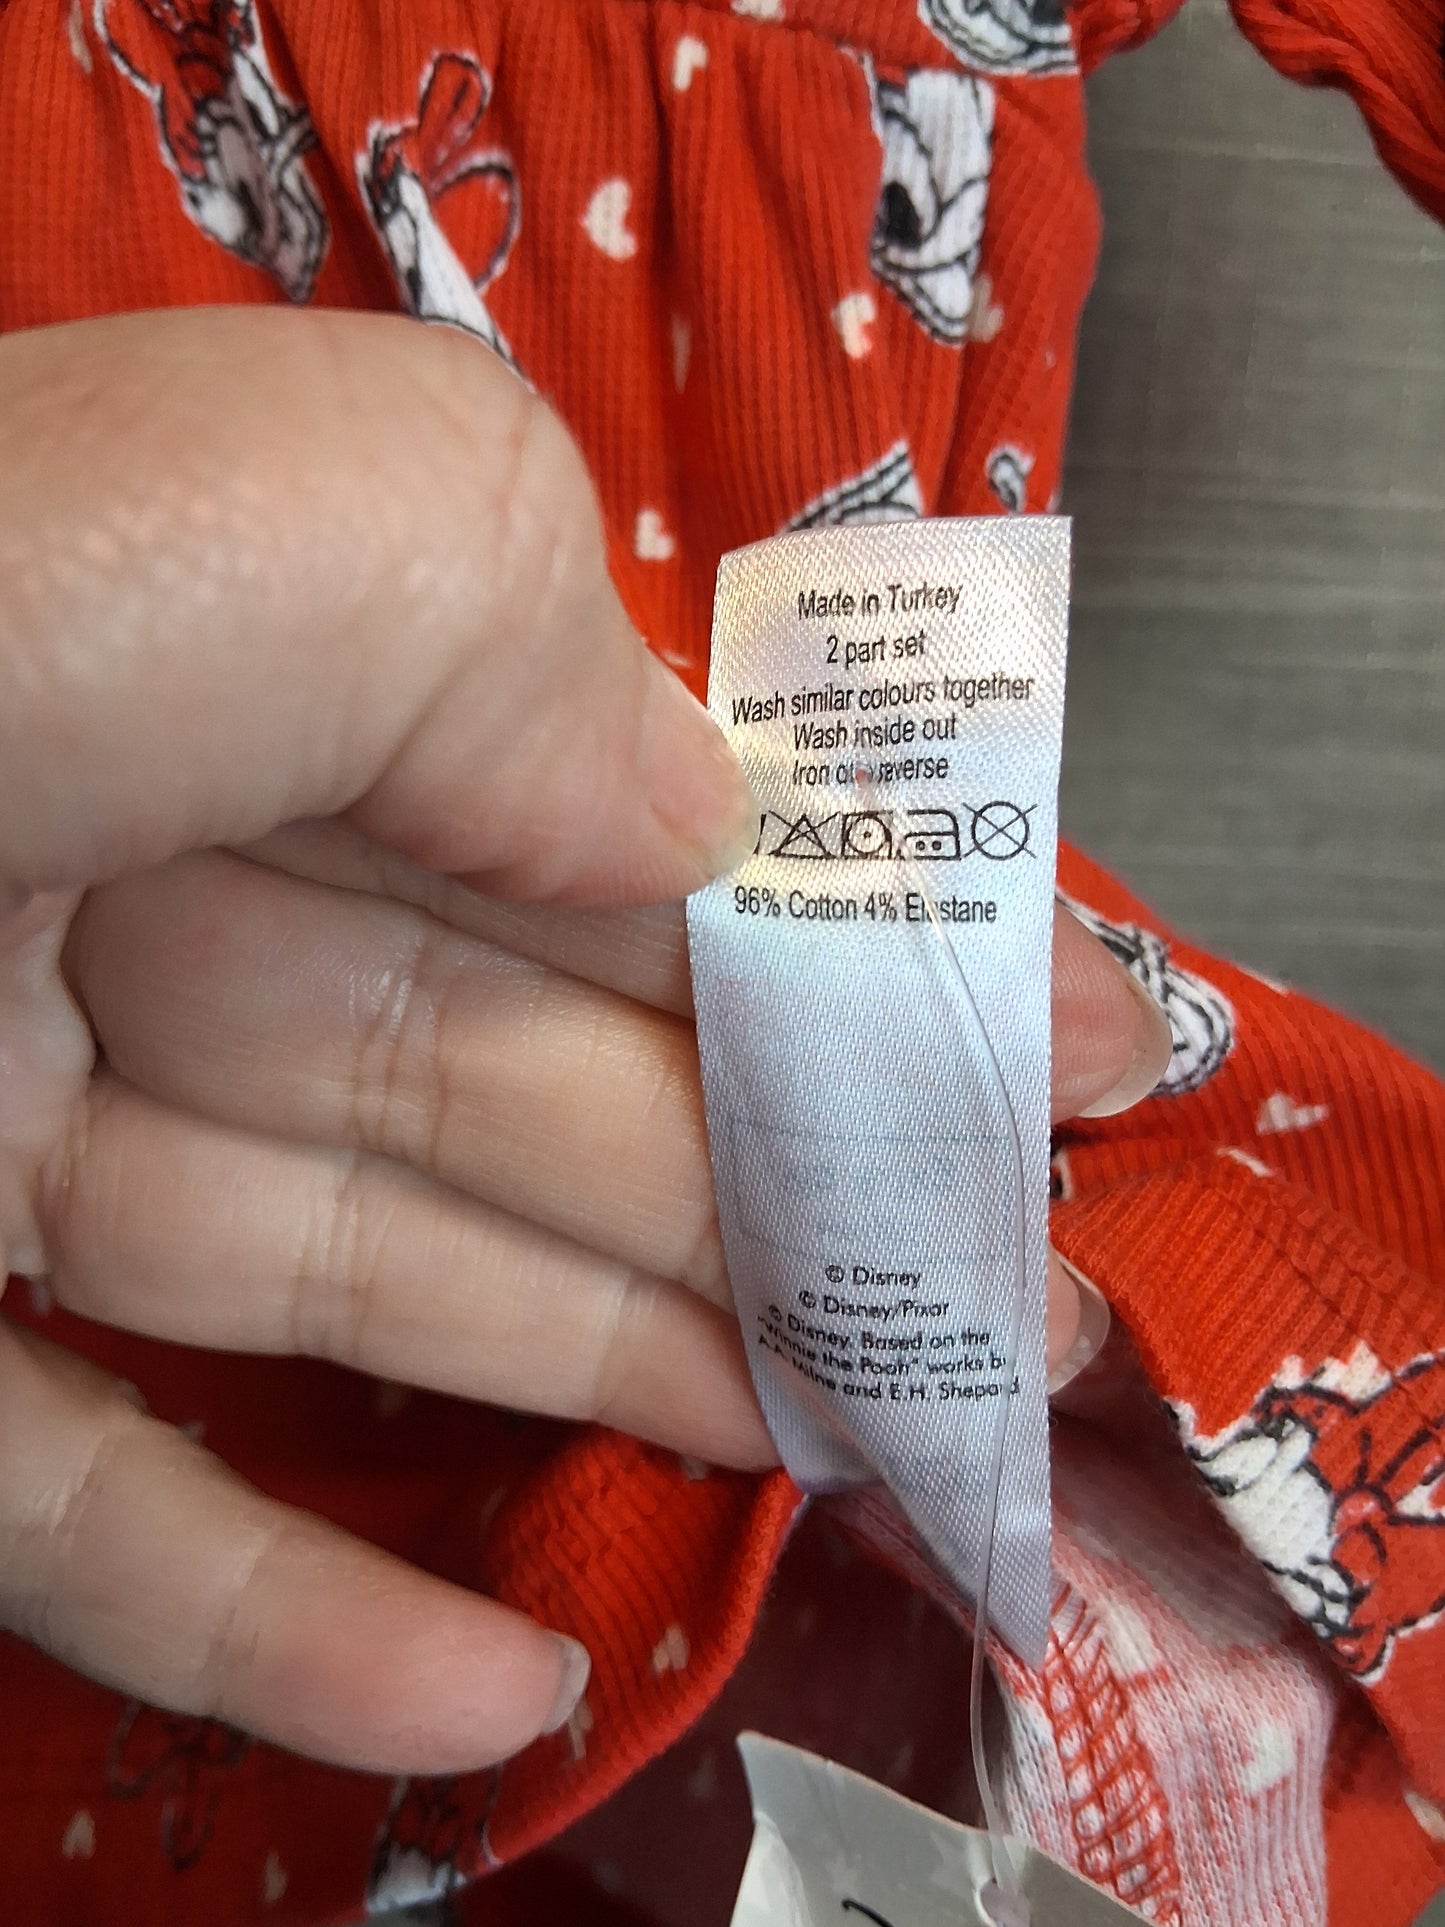 Made in Turkey
2 part set
Wash similar colours together
Wash inside out
Iron on reverse
96% Cotton 4% Elastane
© Disney
© Disney/Pixar
© Disney. Based on the
"Winnie the Pooh" works by
A.A. Milne and E.H. Shepard